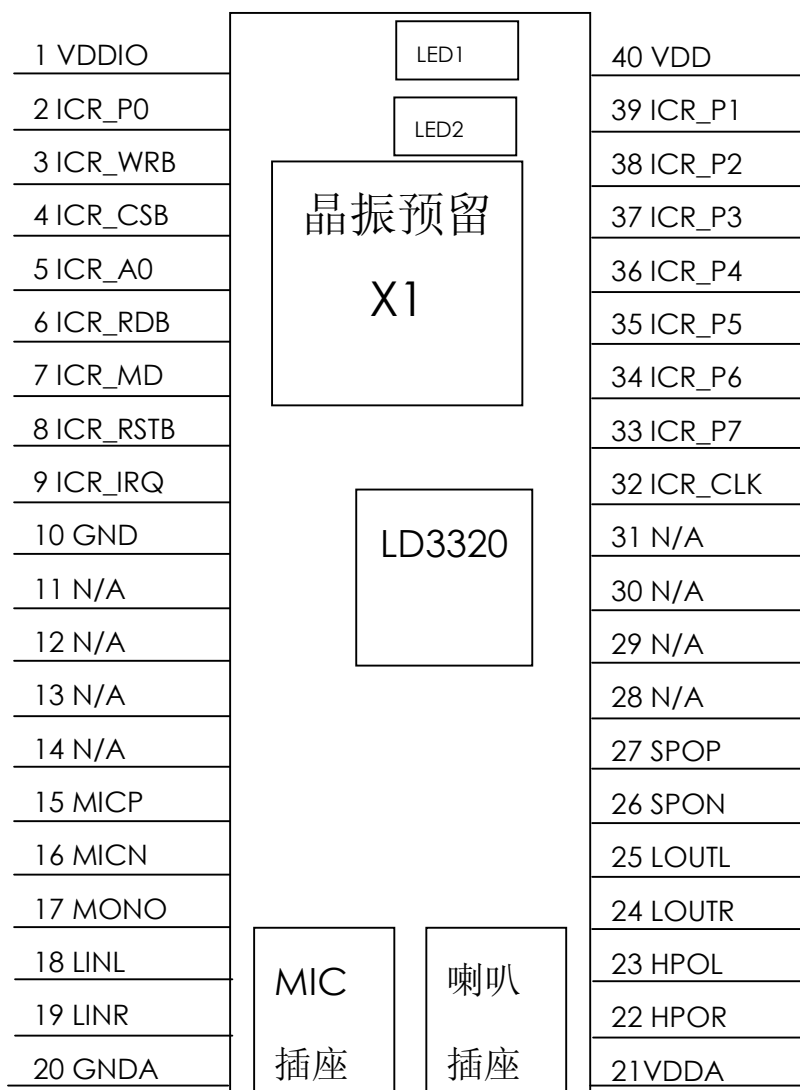 1 VDDIO
2 ICR_P0
3 ICR_WRB
4 ICR_CSB
5 ICR_A0
6 ICR_RDB
7 ICR_MD
8 ICR_RSTB
9 ICR_IRQ
10 GND
11 N/A
12 N/A
13 N/A
14 N/A
15 MICP
16 MICN
17 MONO
18 LINL
19 LINR
20 GNDA
LED1
LED2
晶振预留
X1
LD3320
MIC
插座
喇叭
插座
40 VDD
39 ICR_P1
38 ICR_P2
37 ICR_P3
36 ICR_P4
35 ICR_P5
34 ICR_P6
33 ICR_P7
32 ICR_CLK
31 N/A
30 N/A
29 N/A
28 N/A
27 SPOP
26 SPON
25 LOUTL
24 LOUTR
23 HPOL
22 HPOR
21VDDA